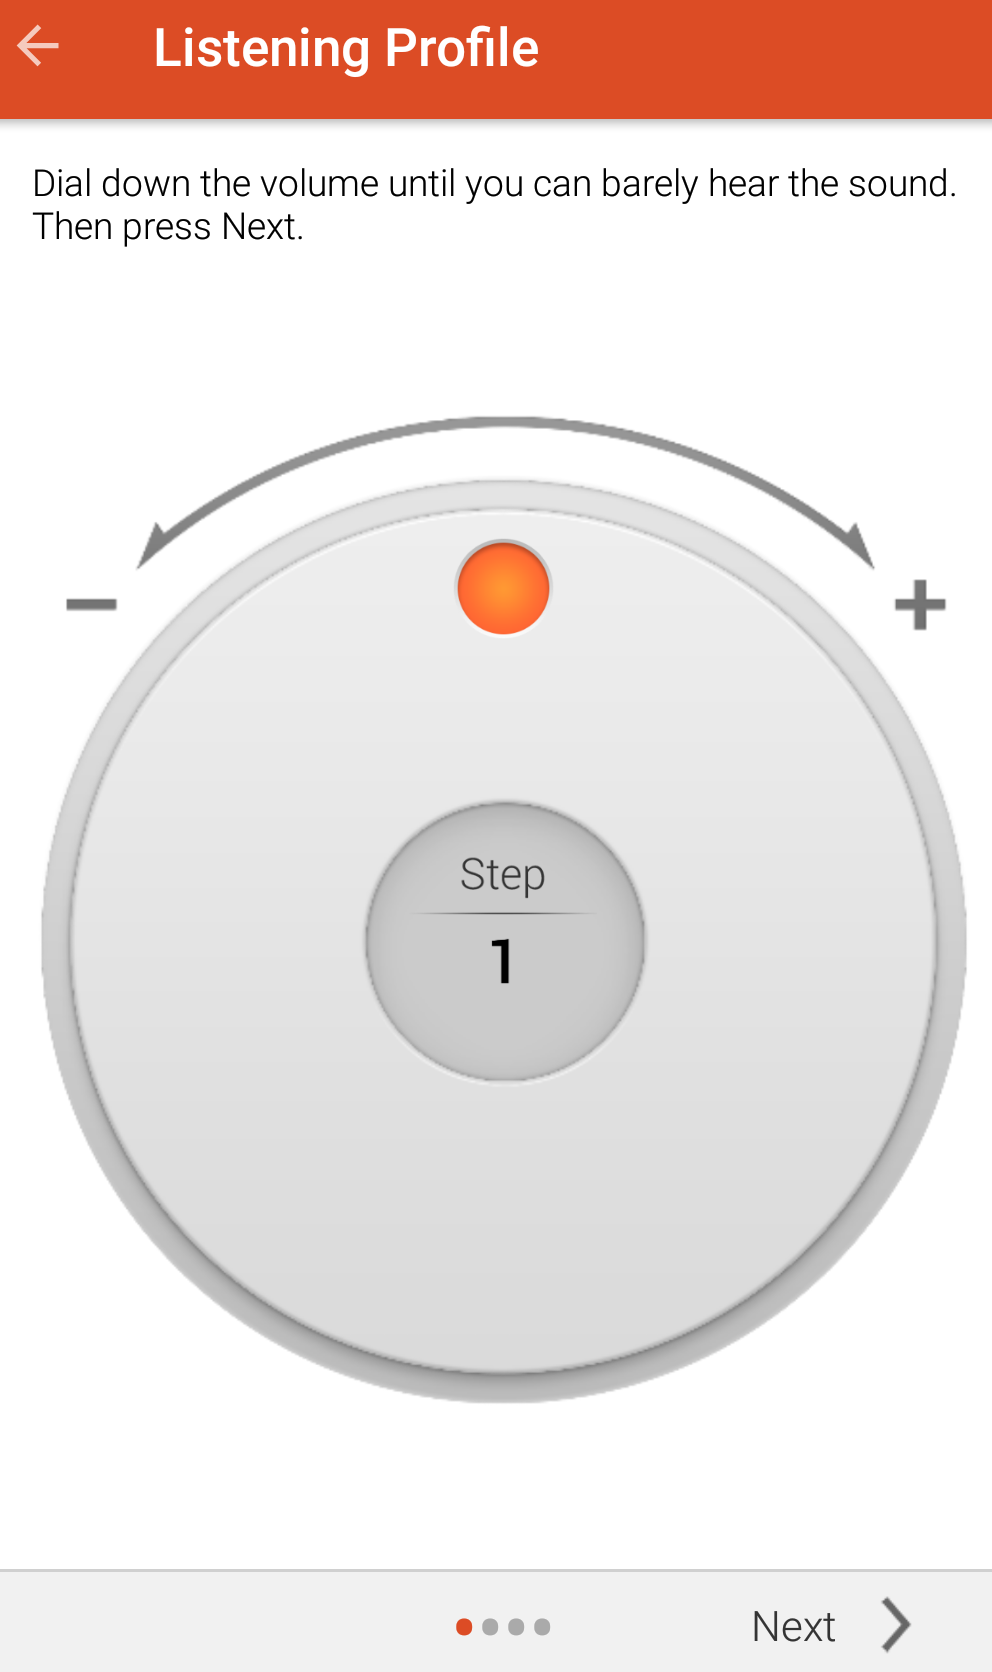 Listening Profile
Dial down the volume until you can barely hear the sound.
Then press Next.
Step
1
Next